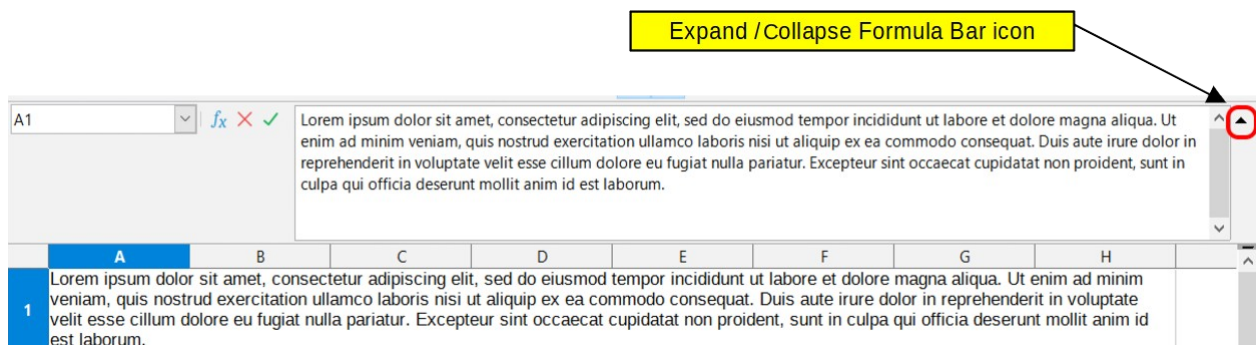 Expand / Collapse Formula Bar icon
A1
fx
Lorem ipsum dolor sit amet, consectetur adipiscing elit, sed do eiusmod tempor incididunt ut labore et dolore magna aliqua. Ut
enim ad minim veniam, quis nostrud exercitation ullamco laboris nisi ut aliquip ex ea commodo consequat. Duis aute irure dolor in
reprehenderit in voluptate velit esse cillum dolore eu fugiat nulla pariatur. Excepteur sint occaecat cupidatat non proident, sunt in
culpa qui officia deserunt mollit anim id est laborum.
A B C D E F G H
Lorem ipsum dolor sit amet, consectetur adipiscing elit, sed do eiusmod tempor incididunt ut labore et dolore magna aliqua. Ut enim ad minim
1 veniam, quis nostrud exercitation ullamco laboris nisi ut aliquip ex ea commodo consequat. Duis aute irure dolor in reprehenderit in voluptate
velit esse cillum dolore eu fugiat nulla pariatur. Excepteur sint occaecat cupidatat non proident, sunt in culpa qui officia deserunt mollit anim id
est laborum.